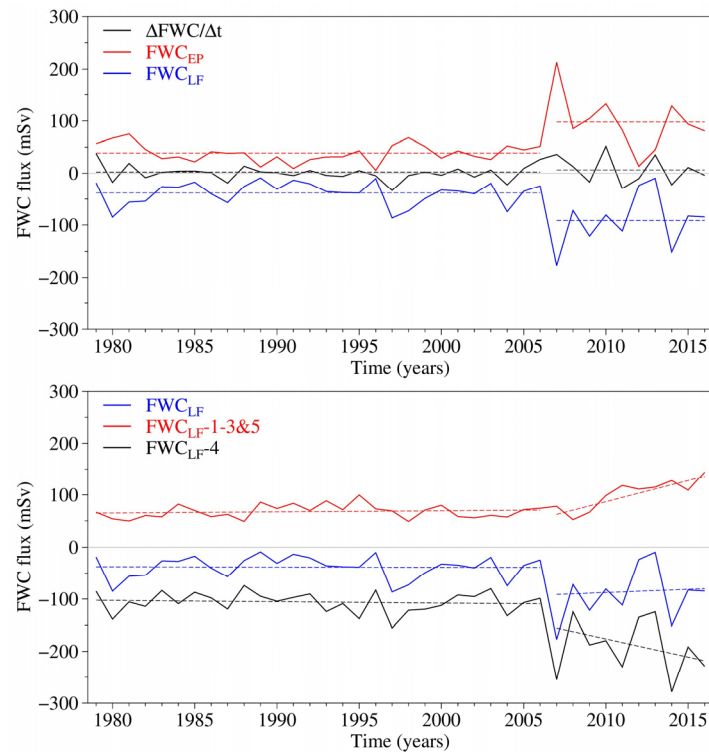 300
200
100
0
−100
−200
−300
FWC flux (mSv)
ΔFWC/Δt
FWC_EP
FWC_LF
1980 1985 1990 1995 2000 2005 2010 2015
Time (years)
300
200
100
0
−100
−200
−300
FWC flux (mSv)
FWC_LF
FWC_LF-1-3&5
FWC_LF-4
1980 1985 1990 1995 2000 2005 2010 2015
Time (years)